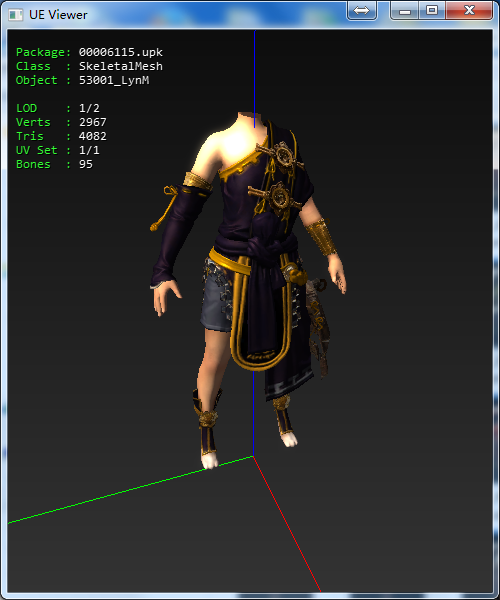 UE Viewer
Package: 00006115.upk
Class  : SkeletalMesh
Object : 53001_LynM
LOD    : 1/2
Verts  : 2967
Tris   : 4082
UV Set : 1/1
Bones  : 95